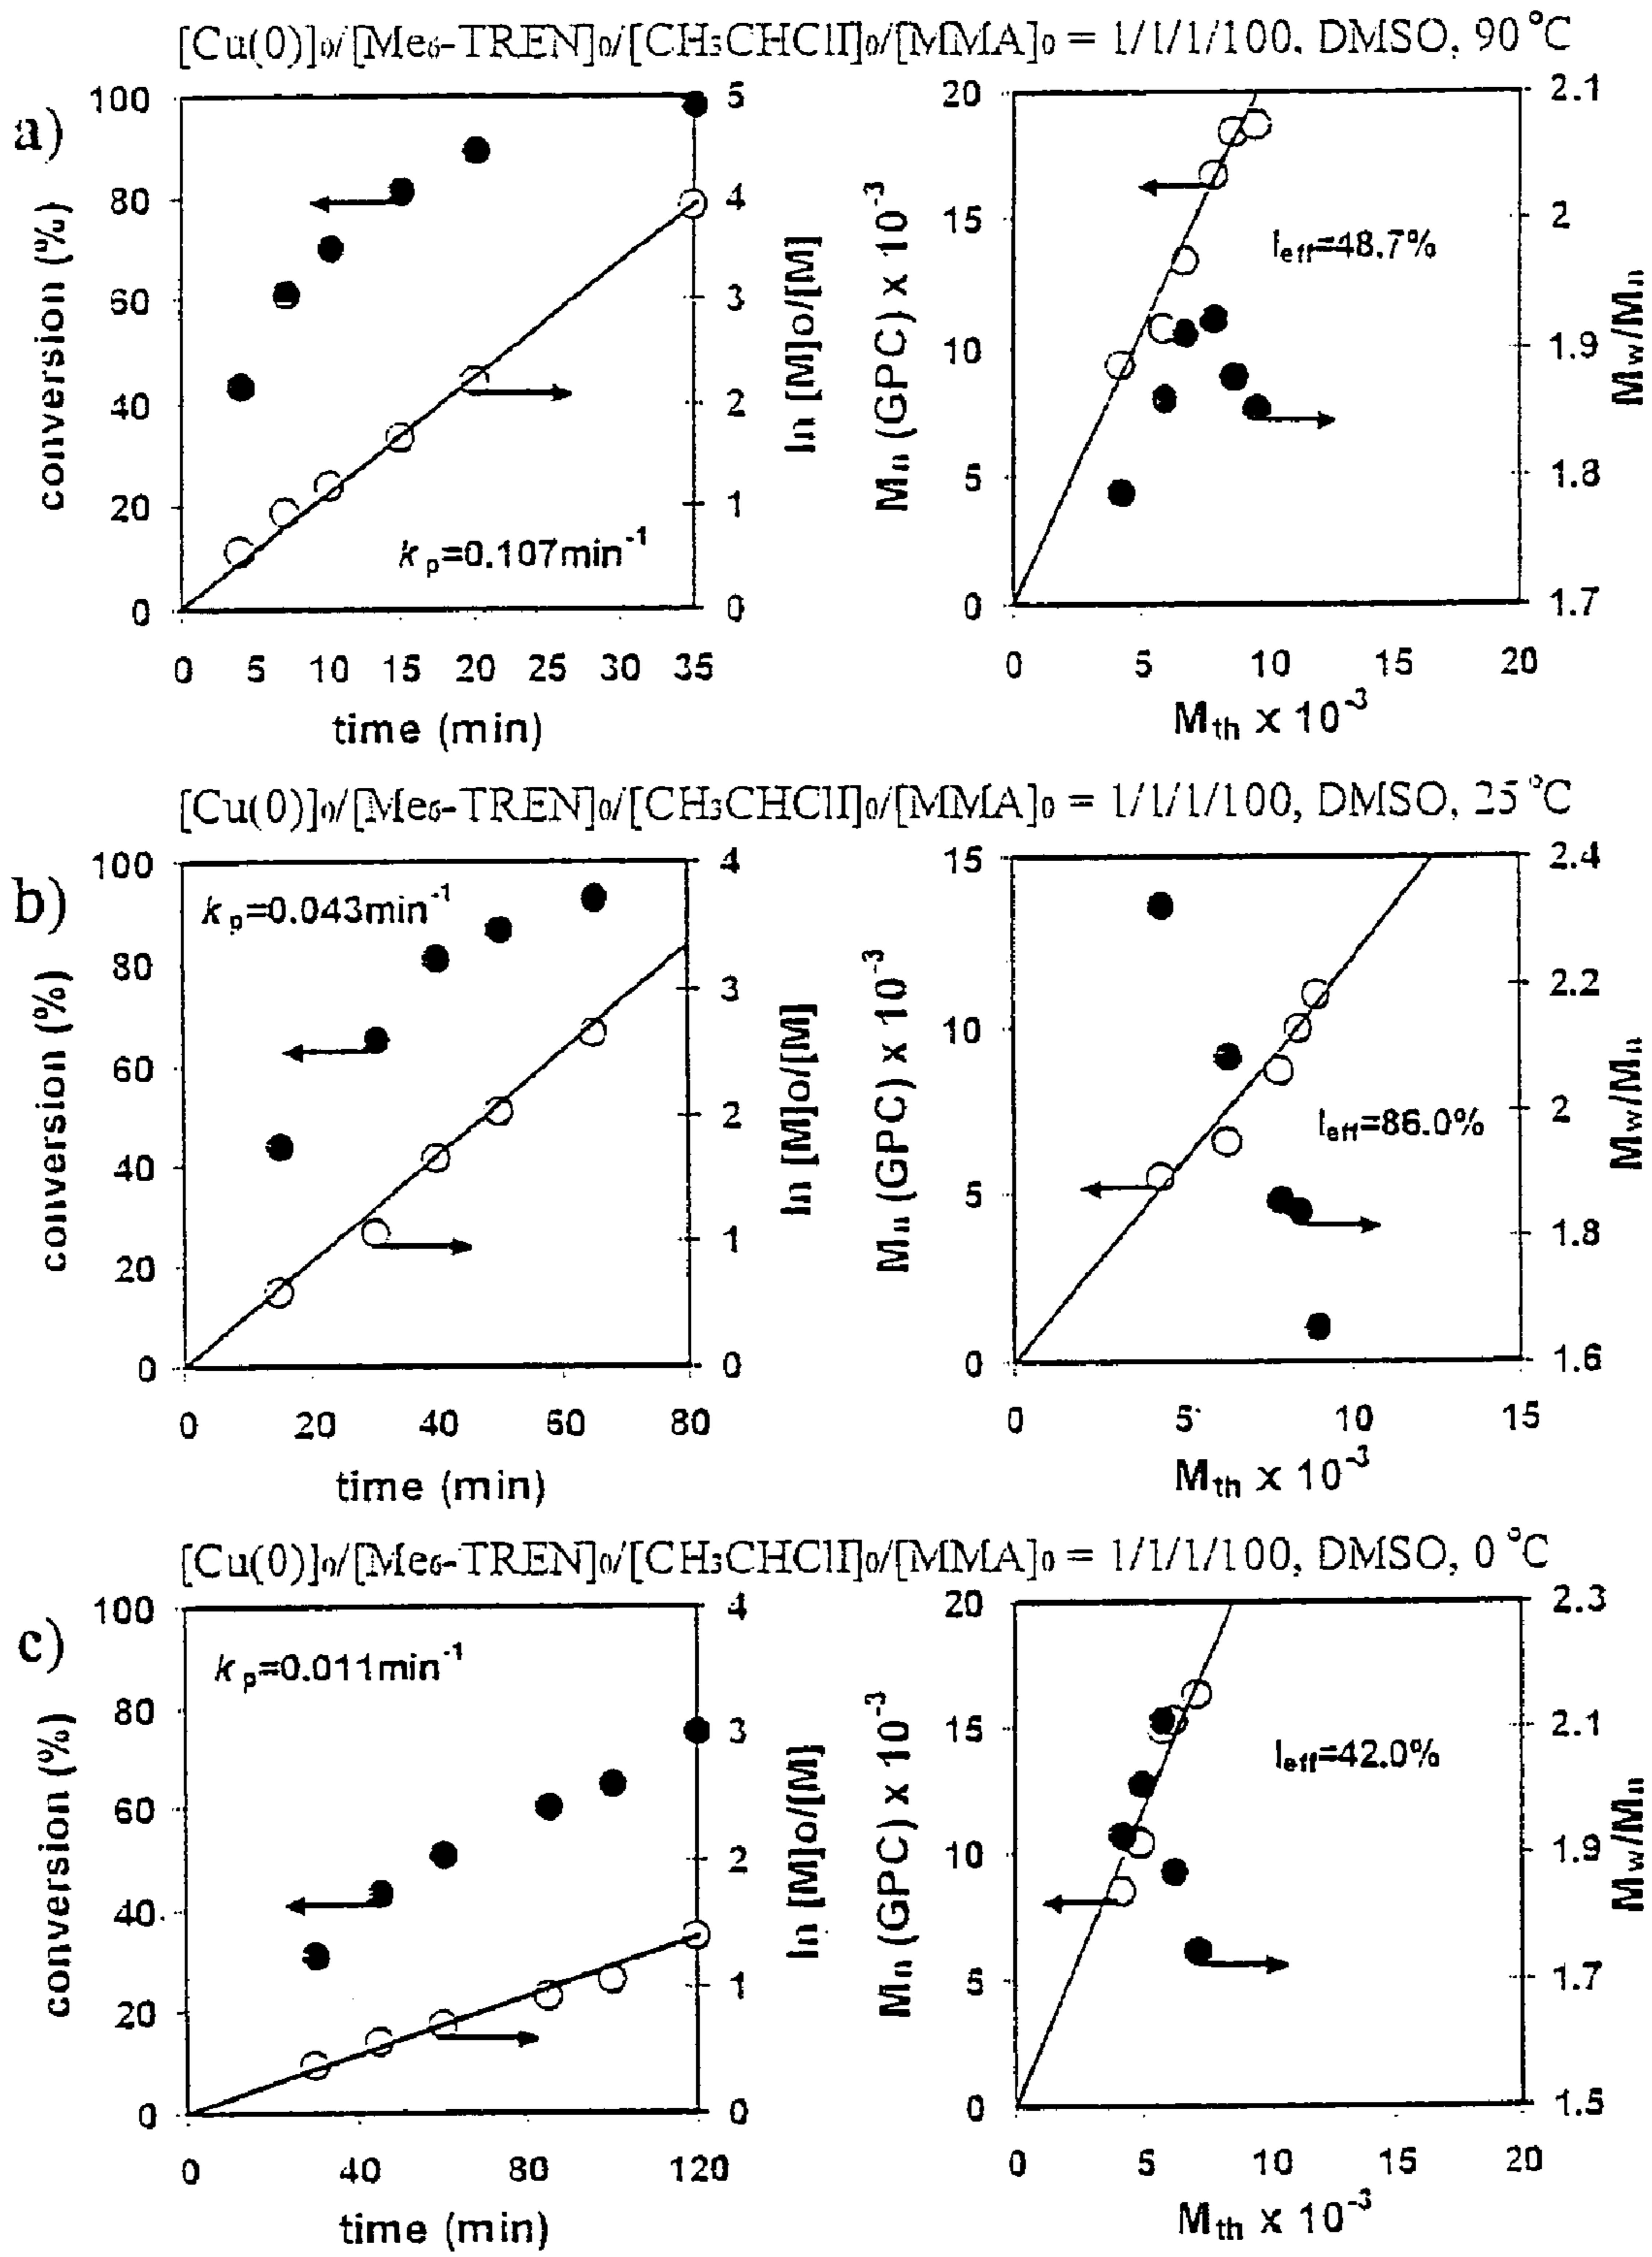 [Cu(0)]₀/[Me₆-TREN]₀/[CH₃CHClI]₀/[MMA]₀ = 1/1/1/100, DMSO, 90 °C
a)
conversion (%)
100
80
60
40
20
0
5
4
3
2
1
0
ln [M]o/[M]
kp=0.107min⁻¹
0 5 10 15 20 25 30 35
time (min)
Mn (GPC) x 10⁻³
20
15
10
5
0
2.1
2
1.9
1.8
1.7
Mw/Mn
Ieff=48.7%
0 5 10 15 20
Mth x 10⁻³
[Cu(0)]₀/[Me₆-TREN]₀/[CH₃CHClI]₀/[MMA]₀ = 1/1/1/100, DMSO, 25 °C
b)
conversion (%)
100
80
60
40
20
0
4
3
2
1
0
ln [M]o/[M]
kp=0.043min⁻¹
0 20 40 60 80
time (min)
Mn (GPC) x 10⁻³
15
10
5
0
2.4
2.2
2
1.8
1.6
Mw/Mn
Ieff=86.0%
0 5 10 15
Mth x 10⁻³
[Cu(0)]₀/[Me₆-TREN]₀/[CH₃CHClI]₀/[MMA]₀ = 1/1/1/100, DMSO, 0 °C
c)
conversion (%)
100
80
60
40
20
0
4
3
2
1
0
ln [M]o/[M]
kp=0.011min⁻¹
0 40 80 120
time (min)
Mn (GPC) x 10⁻³
20
15
10
5
0
2.3
2.1
1.9
1.7
1.5
Mw/Mn
Ieff=42.0%
0 5 10 15 20
Mth x 10⁻³